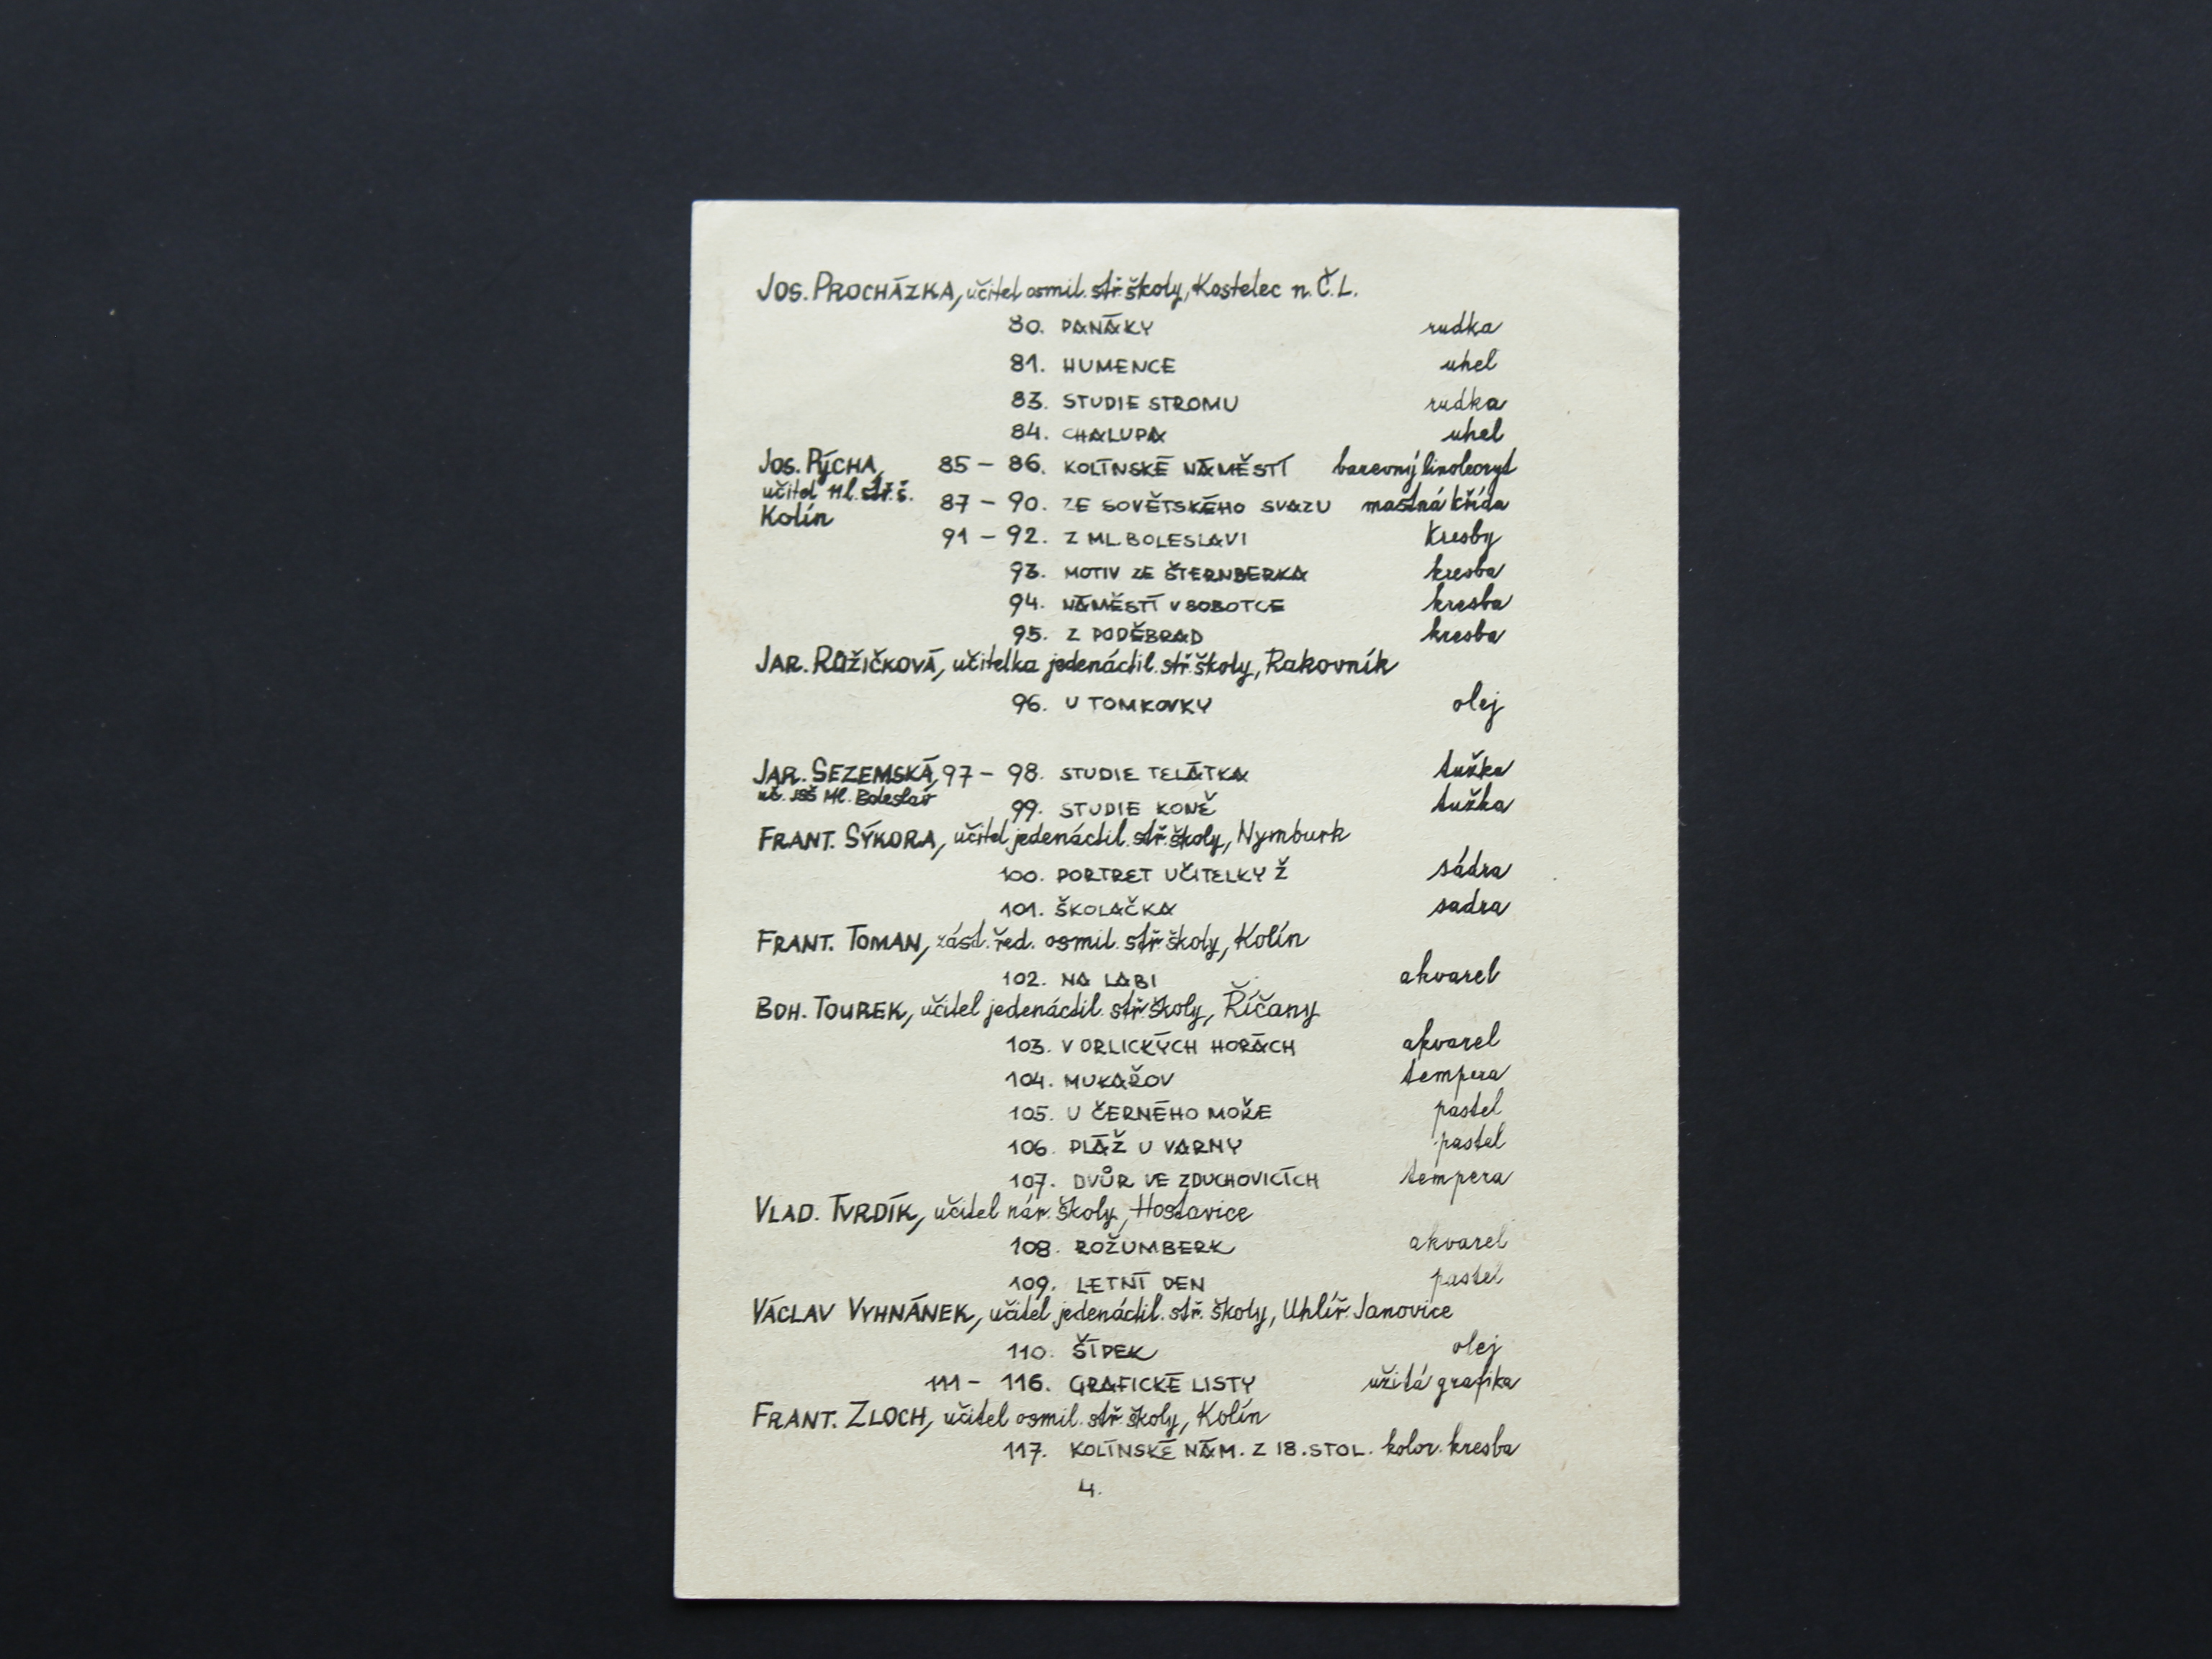 JOS. PROCHÁZKA, učitel osmil. stř. školy, Kostelec n. Č. L.
80. PANÁKY rudka
81. HUMENCE uhel
83. STUDIE STROMU rudka
84. CHALUPA uhel
JOS. RÝCHA, 85 – 86. KOLÍNSKÉ NÁMĚSTÍ barevný linoleoryt
učitel Hl. stř. š. 87 – 90. ZE SOVĚTSKÉHO SVAZU mastná křída
Kolín
91 – 92. Z ML. BOLESLAVI Kresby
93. MOTIV ZE ŠTERNBERKA kresba
94. NÁMĚSTÍ V SOBOTCE kresba
95. Z PODĚBRAD kresba
JAR. RŮŽIČKOVÁ, učitelka jedenáctil. stř. školy, Rakovník
96. U TOMKOVKY olej
JAR. SEZEMSKÁ, 97 – 98. STUDIE TELÁTKA tužka
uč. JSŠ Ml. Boleslav 99. STUDIE KONĚ tužka
FRANT. SÝKORA, učitel jedenáctil. stř. školy, Nymburk
100. PORTRET UČITELKY Ž sádra
101. ŠKOLAČKA sadra
FRANT. TOMAN, zást. řed. osmil. stř. školy, Kolín
102. NA LABI akvarel
BOH. TOUREK, učitel jedenáctil. stř. školy, Říčany
103. V ORLICKÝCH HORÁCH akvarel
104. MUKAŘOV tempera
105. U ČERNÉHO MOŘE pastel
106. PLÁŽ U VARNY pastel
107. DVŮR VE ZDUCHOVICÍCH tempera
VLAD. TVRDÍK, učitel nár. školy, Hostavice
108. ROŽUMBERK akvarel
109. LETNÍ DEN pastel
VÁCLAV VYHNÁNEK, učitel jedenáctil. stř. školy, Uhlíř. Janovice
110. ŠÍPEK olej
111 – 116. GRAFICKÉ LISTY užitá grafika
FRANT. ZLOCH, učitel osmil. stř. školy, Kolín
117. KOLÍNSKÉ NÁM. Z 18. STOL. kolor. kresba
4.